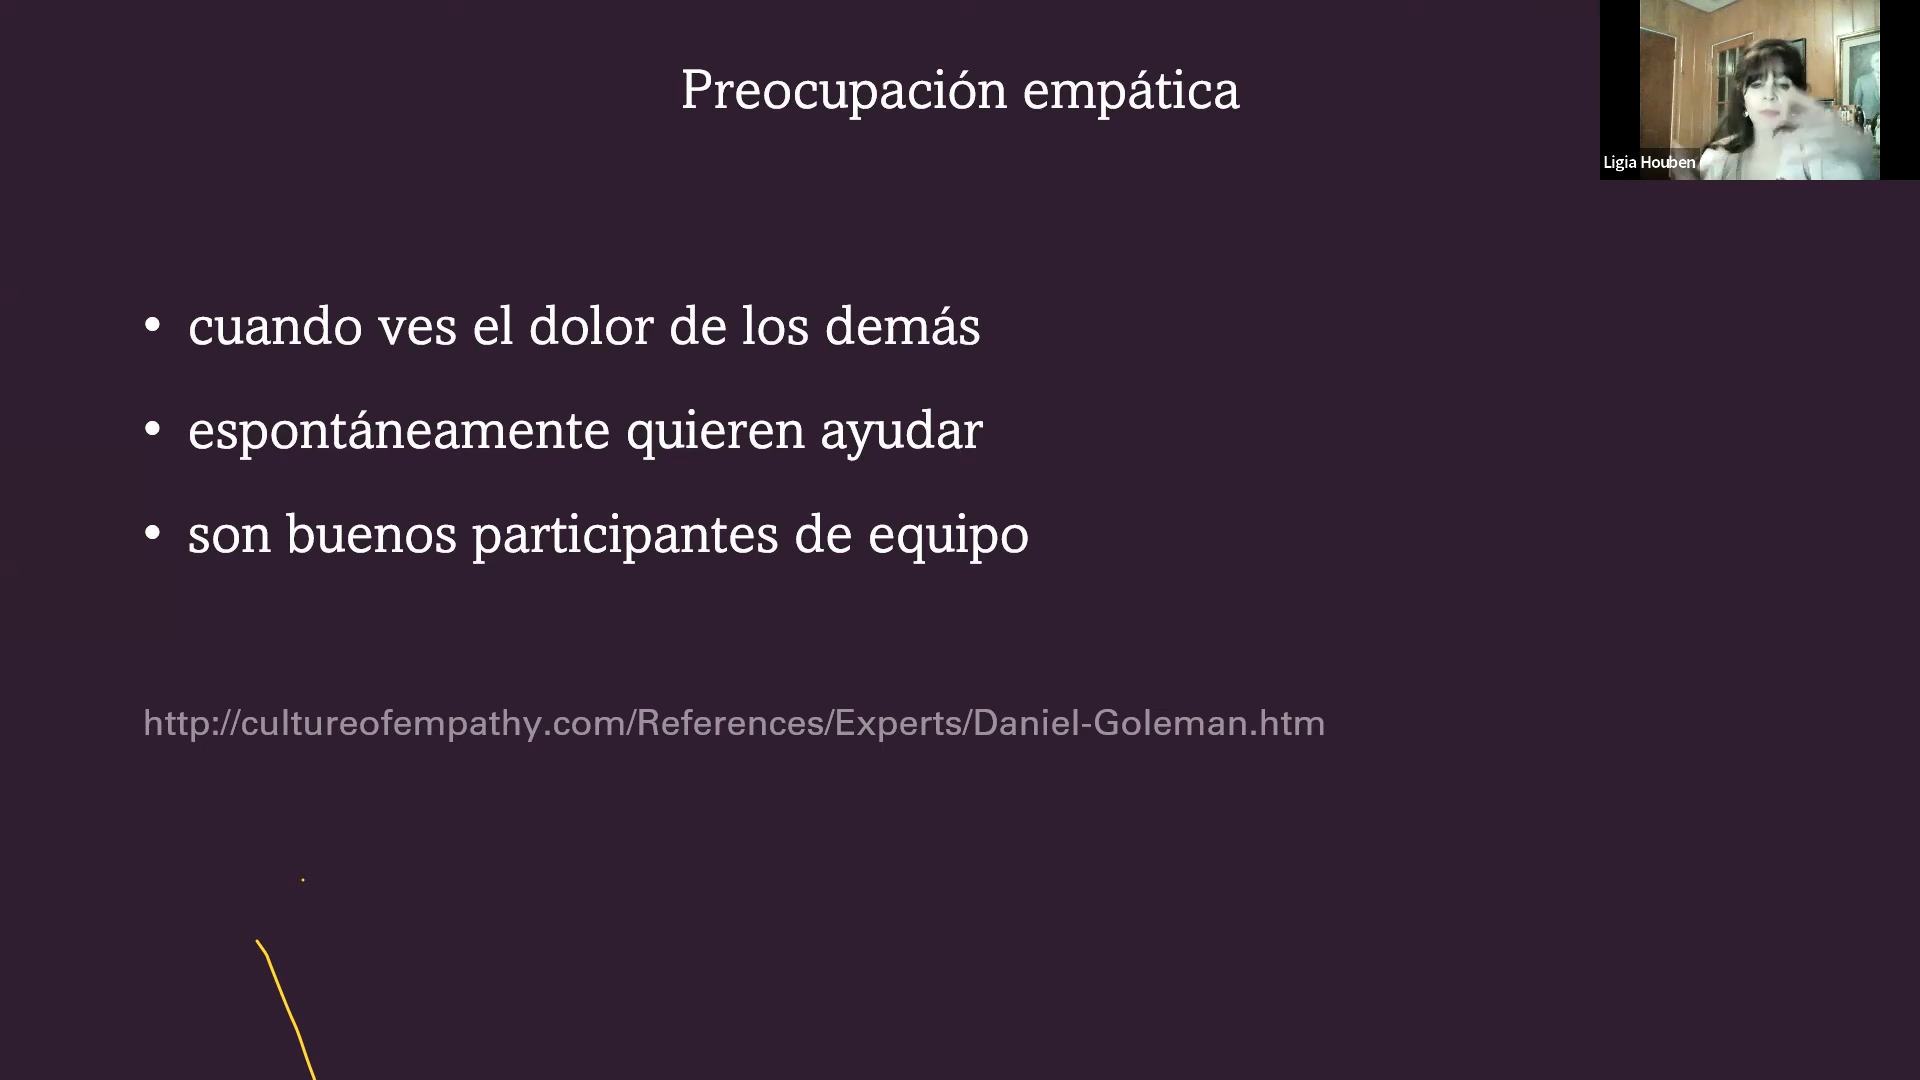 Preocupación empática
Ligia Houben
• cuando ves el dolor de los demás
• espontáneamente quieren ayudar
• son buenos participantes de equipo
http://cultureofempathy.com/References/Experts/Daniel-Goleman.htm